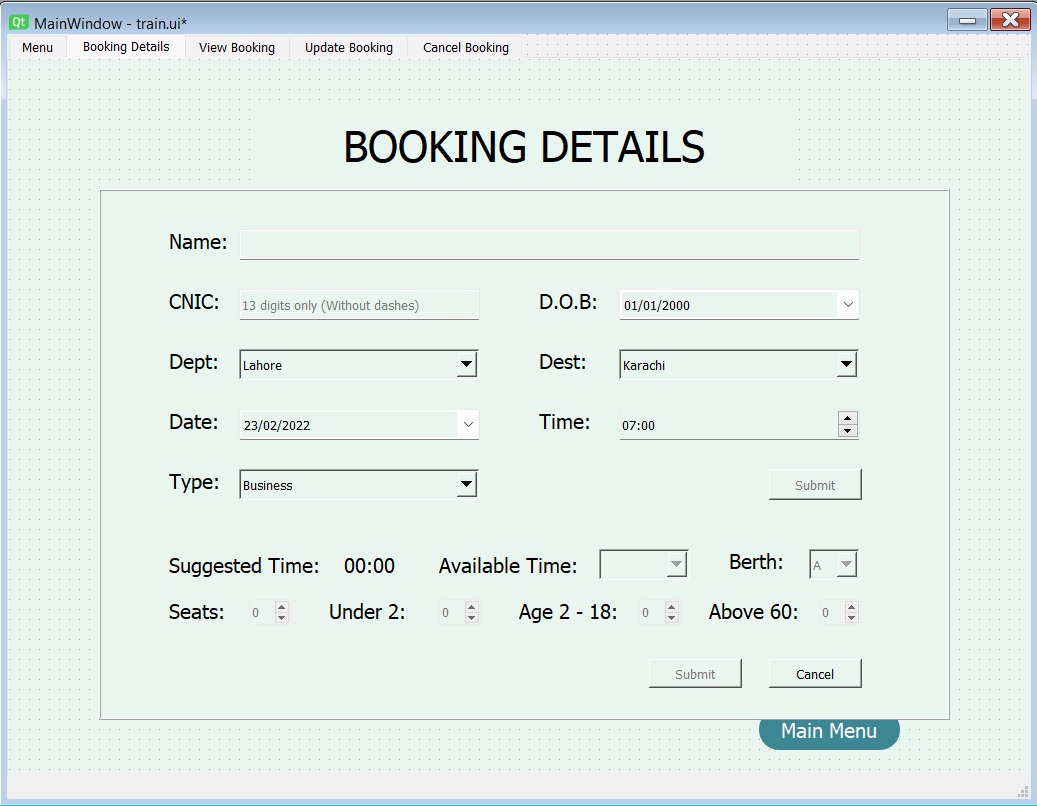 Qt MainWindow - train.ui*
Menu Booking Details View Booking Update Booking Cancel Booking
BOOKING DETAILS
Name:
CNIC: 13 digits only (Without dashes) D.O.B: 01/01/2000
Dept: Lahore Dest: Karachi
Date: 23/02/2022 Time: 07:00
Type: Business Submit
Suggested Time: 00:00 Available Time: Berth: A
Seats: 0 Under 2: 0 Age 2 - 18: 0 Above 60: 0
Submit Cancel
Main Menu